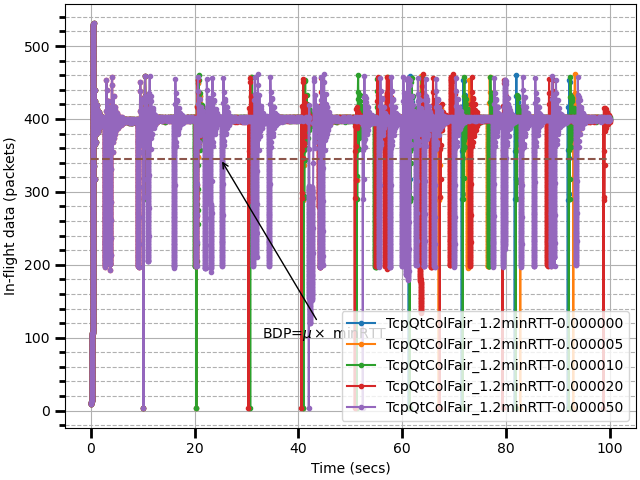 500
400
300
200
100
0
In-flight data (packets)
BDP=μ× minRTT
TcpQtColFair_1.2minRTT-0.000000
TcpQtColFair_1.2minRTT-0.000005
TcpQtColFair_1.2minRTT-0.000010
TcpQtColFair_1.2minRTT-0.000020
TcpQtColFair_1.2minRTT-0.000050
0 20 40 60 80 100
Time (secs)